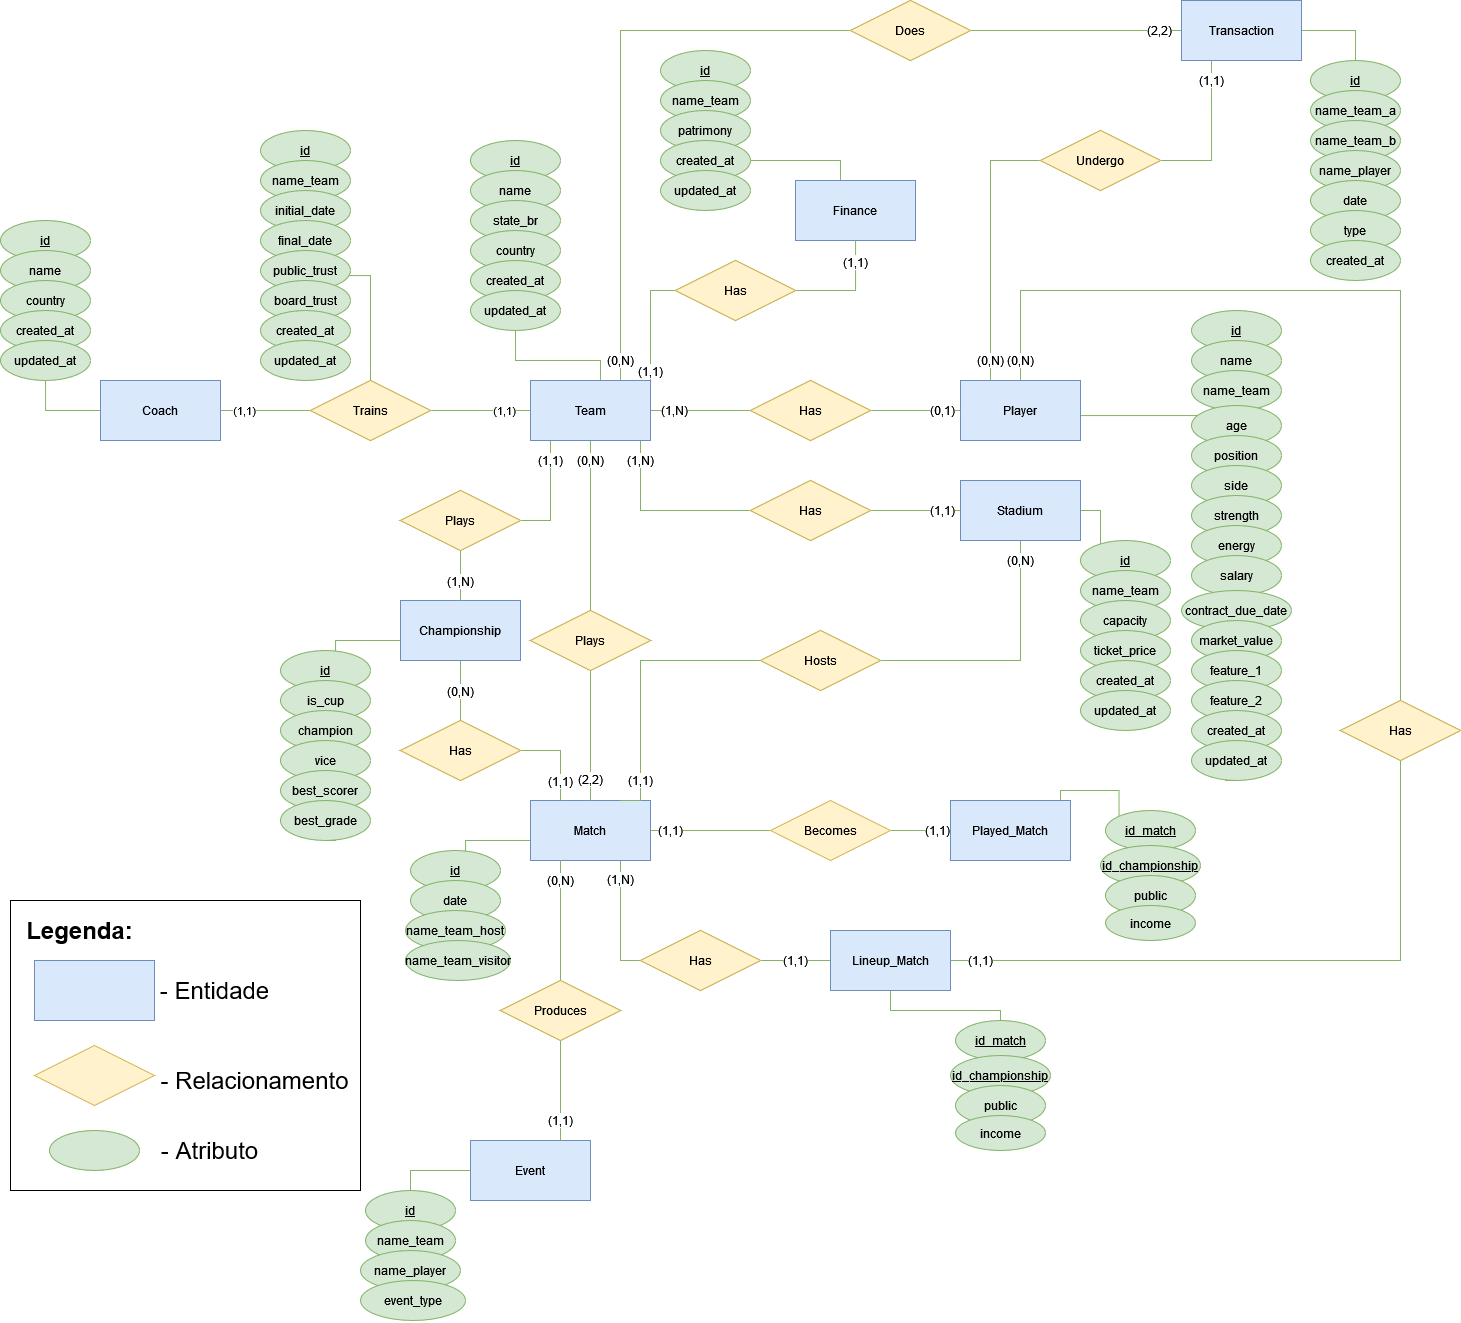 Does
(2,2)
Transaction
id
name_team
patrimony
created_at
updated_at
(1,1)
id
name_team_a
name_team_b
name_player
date
type
created_at
Undergo
Finance
(1,1)
Has
id
name
state_br
country
created_at
updated_at
id
name_team
initial_date
final_date
public_trust
board_trust
created_at
updated_at
id
name
country
created_at
updated_at
(0,N)
(1,1)
(0,N)
(0,N)
Coach
(1,1)
Trains
(1,1)
Team
(1,N)
Has
(0,1)
Player
id
name
name_team
age
position
side
strength
energy
salary
contract_due_date
market_value
feature_1
feature_2
created_at
updated_at
(1,1)
(0,N)
(1,N)
Plays
Has
(1,1)
Stadium
(0,N)
id
name_team
capacity
ticket_price
created_at
updated_at
(1,N)
Championship
Plays
Hosts
id
is_cup
champion
vice
best_scorer
best_grade
(0,N)
Has
Has
(1,1)
(2,2)
(1,1)
Match
(1,1)
Becomes
(1,1)
Played_Match
id_match
id_championship
public
income
id
date
name_team_host
name_team_visitor
(0,N)
(1,N)
Has
(1,1)
Lineup_Match
(1,1)
id_match
id_championship
public
income
Produces
(1,1)
Event
id
name_team
name_player
event_type
Legenda:
- Entidade
- Relacionamento
- Atributo